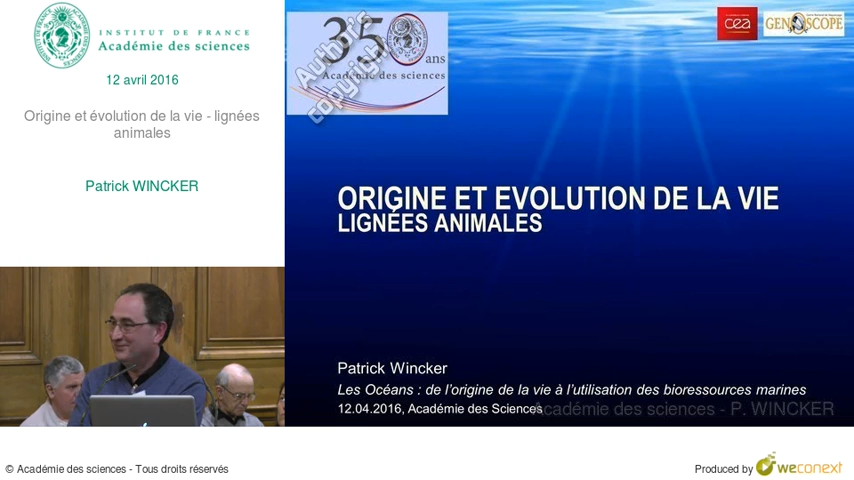 INSTITUT DE FRANCE
Académie des sciences
12 avril 2016
Origine et évolution de la vie - lignées
animales
Patrick WINCKER
350
ans
Académie des sciences
Author's
copyright
cea
GENOSCOPE
ORIGINE ET EVOLUTION DE LA VIE
LIGNÉES ANIMALES
Patrick Wincker
Les Océans : de l'origine de la vie à l'utilisation des bioressources marines
12.04.2016, Académie des Sciences
Académie des sciences - P. WINCKER
© Académie des sciences - Tous droits réservés
Produced by weconext